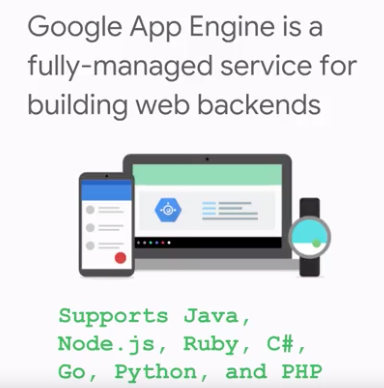 Google App Engine is a
fully-managed service for
building web backends
Supports Java,
Node.js, Ruby, C#,
Go, Python, and PHP